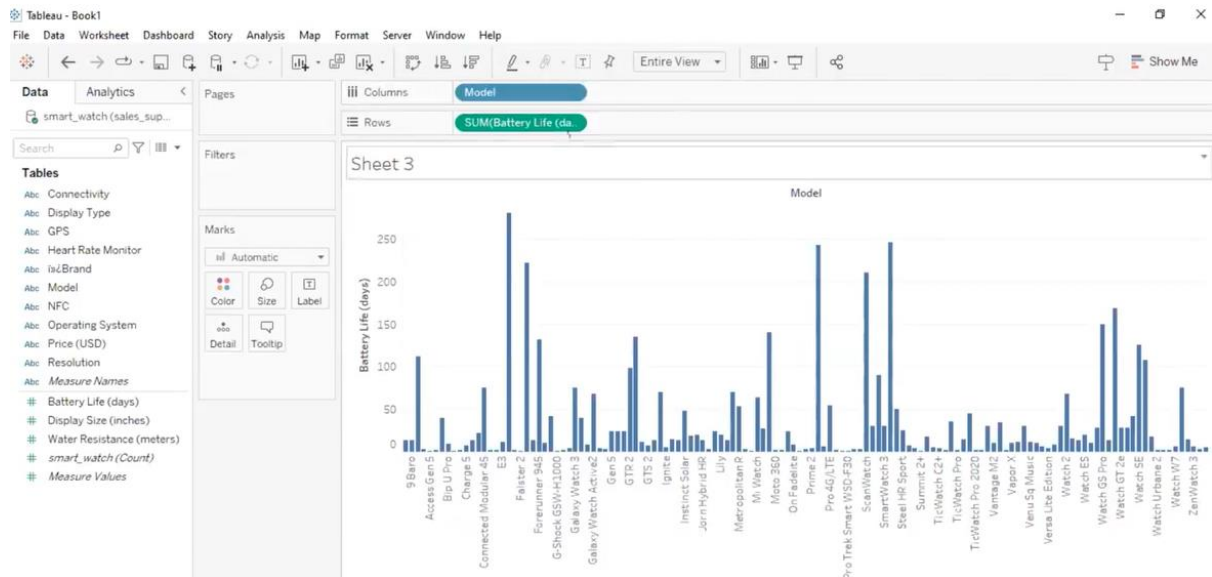 Tableau - Book1
File Data Worksheet Dashboard Story Analysis Map Format Server Window Help
Entire View
Show Me
Data Analytics
smart_watch (sales_sup...
Search
Tables
Abc Connectivity
Abc Display Type
Abc GPS
Abc Heart Rate Monitor
Abc ï»¿Brand
Abc Model
Abc NFC
Abc Operating System
Abc Price (USD)
Abc Resolution
Abc Measure Names
# Battery Life (days)
# Display Size (inches)
# Water Resistance (meters)
# smart_watch (Count)
# Measure Values
Pages
Filters
Marks
Automatic
Color Size Label
Detail Tooltip
Columns Model
Rows SUM(Battery Life (da..
Sheet 3
Model
Battery Life (days)
250
200
150
100
50
0
9 Baro
Access Gen 5
Bip U Pro
Charge 5
Connected Modular 45
E3
Falster 2
Forerunner 945
G-Shock GSW-H1000
Galaxy Watch 3
Galaxy Watch Active2
Gen 5
GTR 2
GTS 2
Ignite
Instinct Solar
Jorn Hybrid HR
Lily
Metropolitan R
Mi Watch
Moto 360
On Fadelite
Prime 2
Pro 4G/LTE
Pro Trek Smart WSD-F30
ScanWatch
SmartWatch 3
Steel HR Sport
Summit 2+
TicWatch C2+
TicWatch Pro
TicWatch Pro 2020
Vantage M2
Vapor X
Venu Sq Music
Versa Lite Edition
Watch 2
Watch ES
Watch GS Pro
Watch GT 2e
Watch SE
Watch Urbane 2
ZenWatch 3